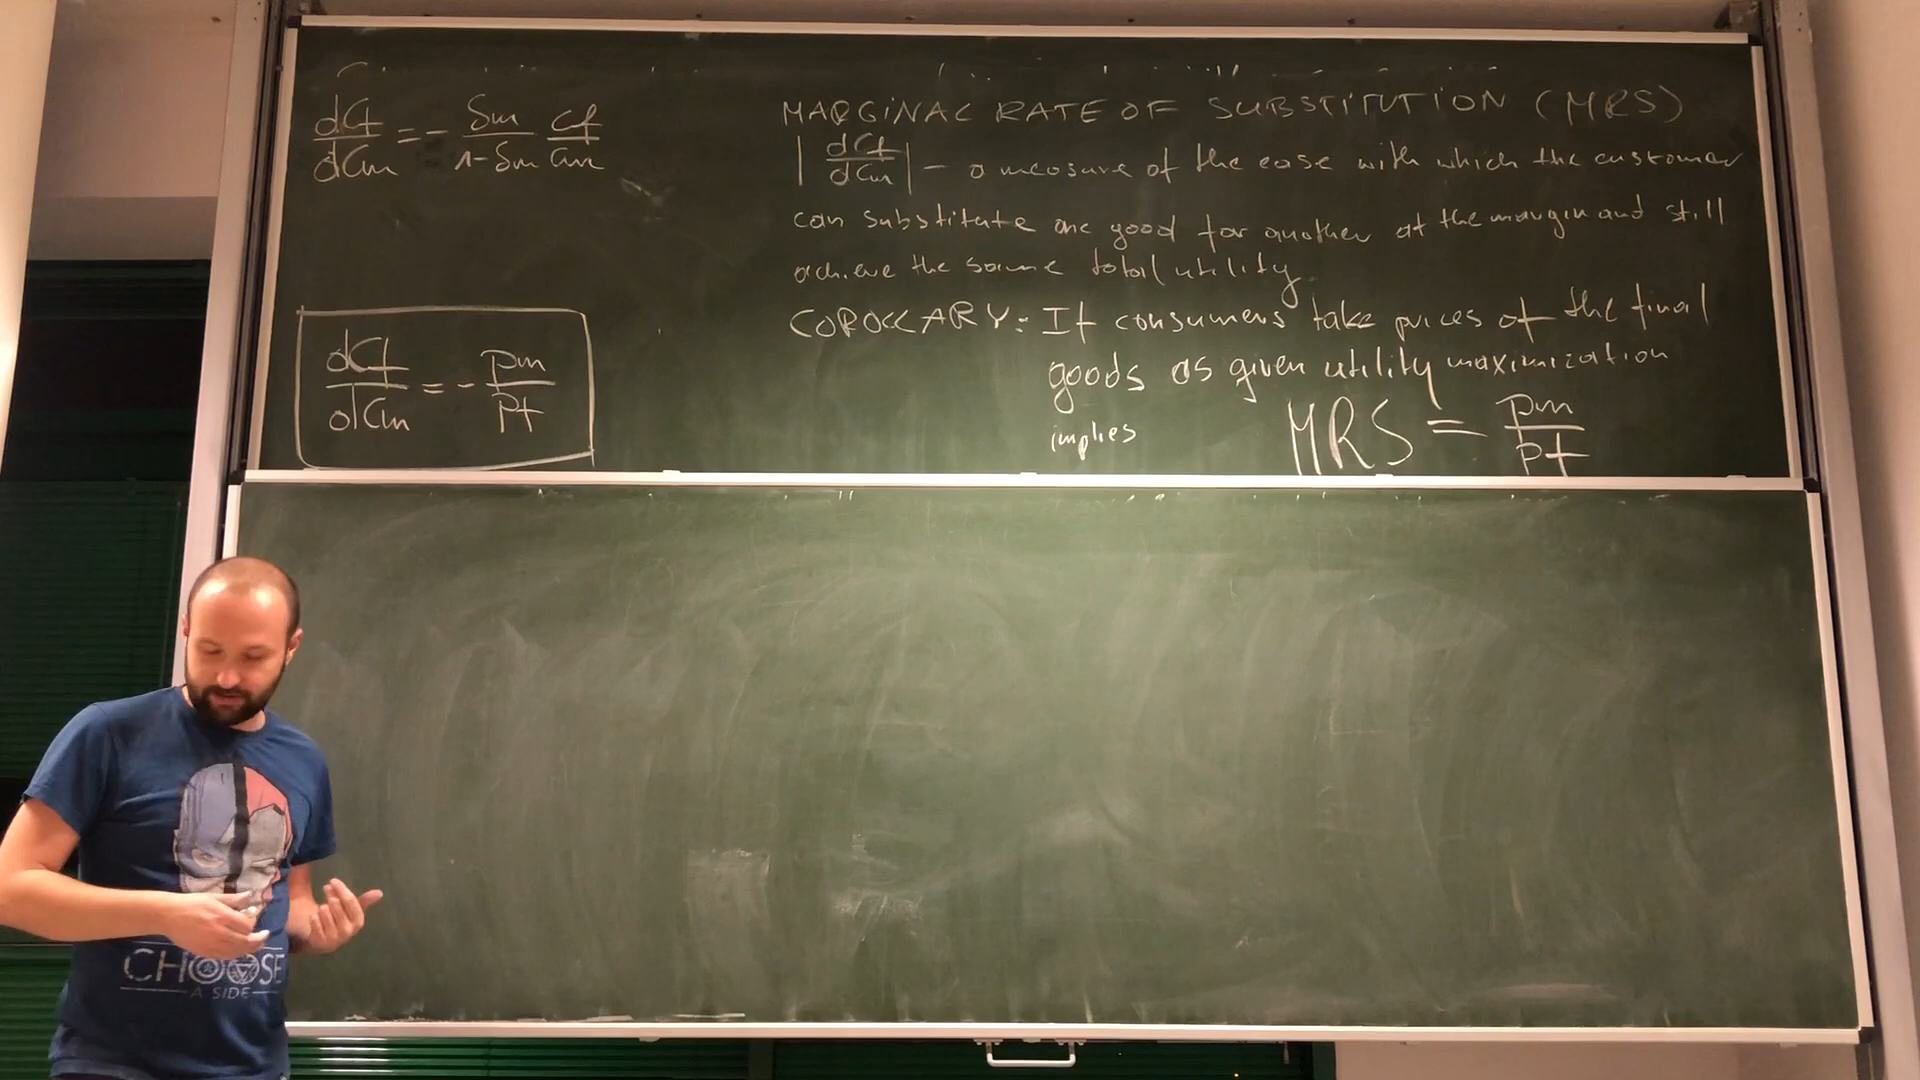 dCf/dCm = - δm/(1-δm) Cf/Cm
dCf/dCm = - pm/pf
MARGINAL RATE OF SUBSTITUTION (MRS)
|dCf/dCm| – a measure of the ease with which the customer
can substitute one good for another at the margin and still
achieve the same total utility.
COROLLARY: If consumers take prices of the final
goods as given utility maximization
implies MRS = pm/pf
CHOOSE
A SIDE